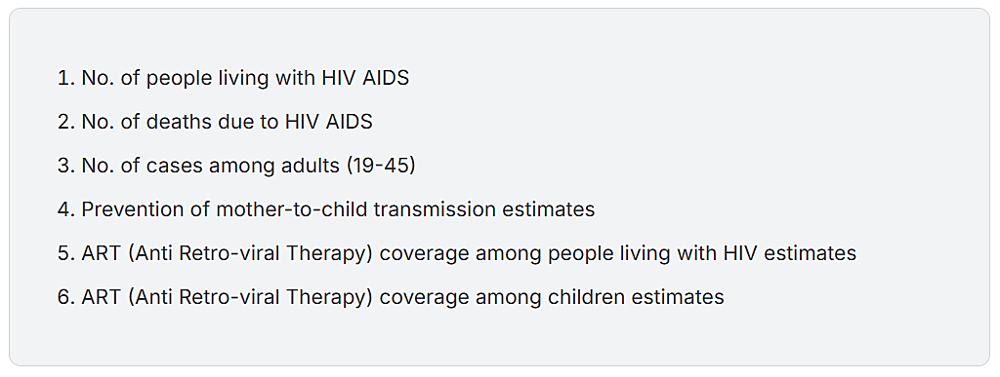 1. No. of people living with HIV AIDS
2. No. of deaths due to HIV AIDS
3. No. of cases among adults (19-45)
4. Prevention of mother-to-child transmission estimates
5. ART (Anti Retro-viral Therapy) coverage among people living with HIV estimates
6. ART (Anti Retro-viral Therapy) coverage among children estimates